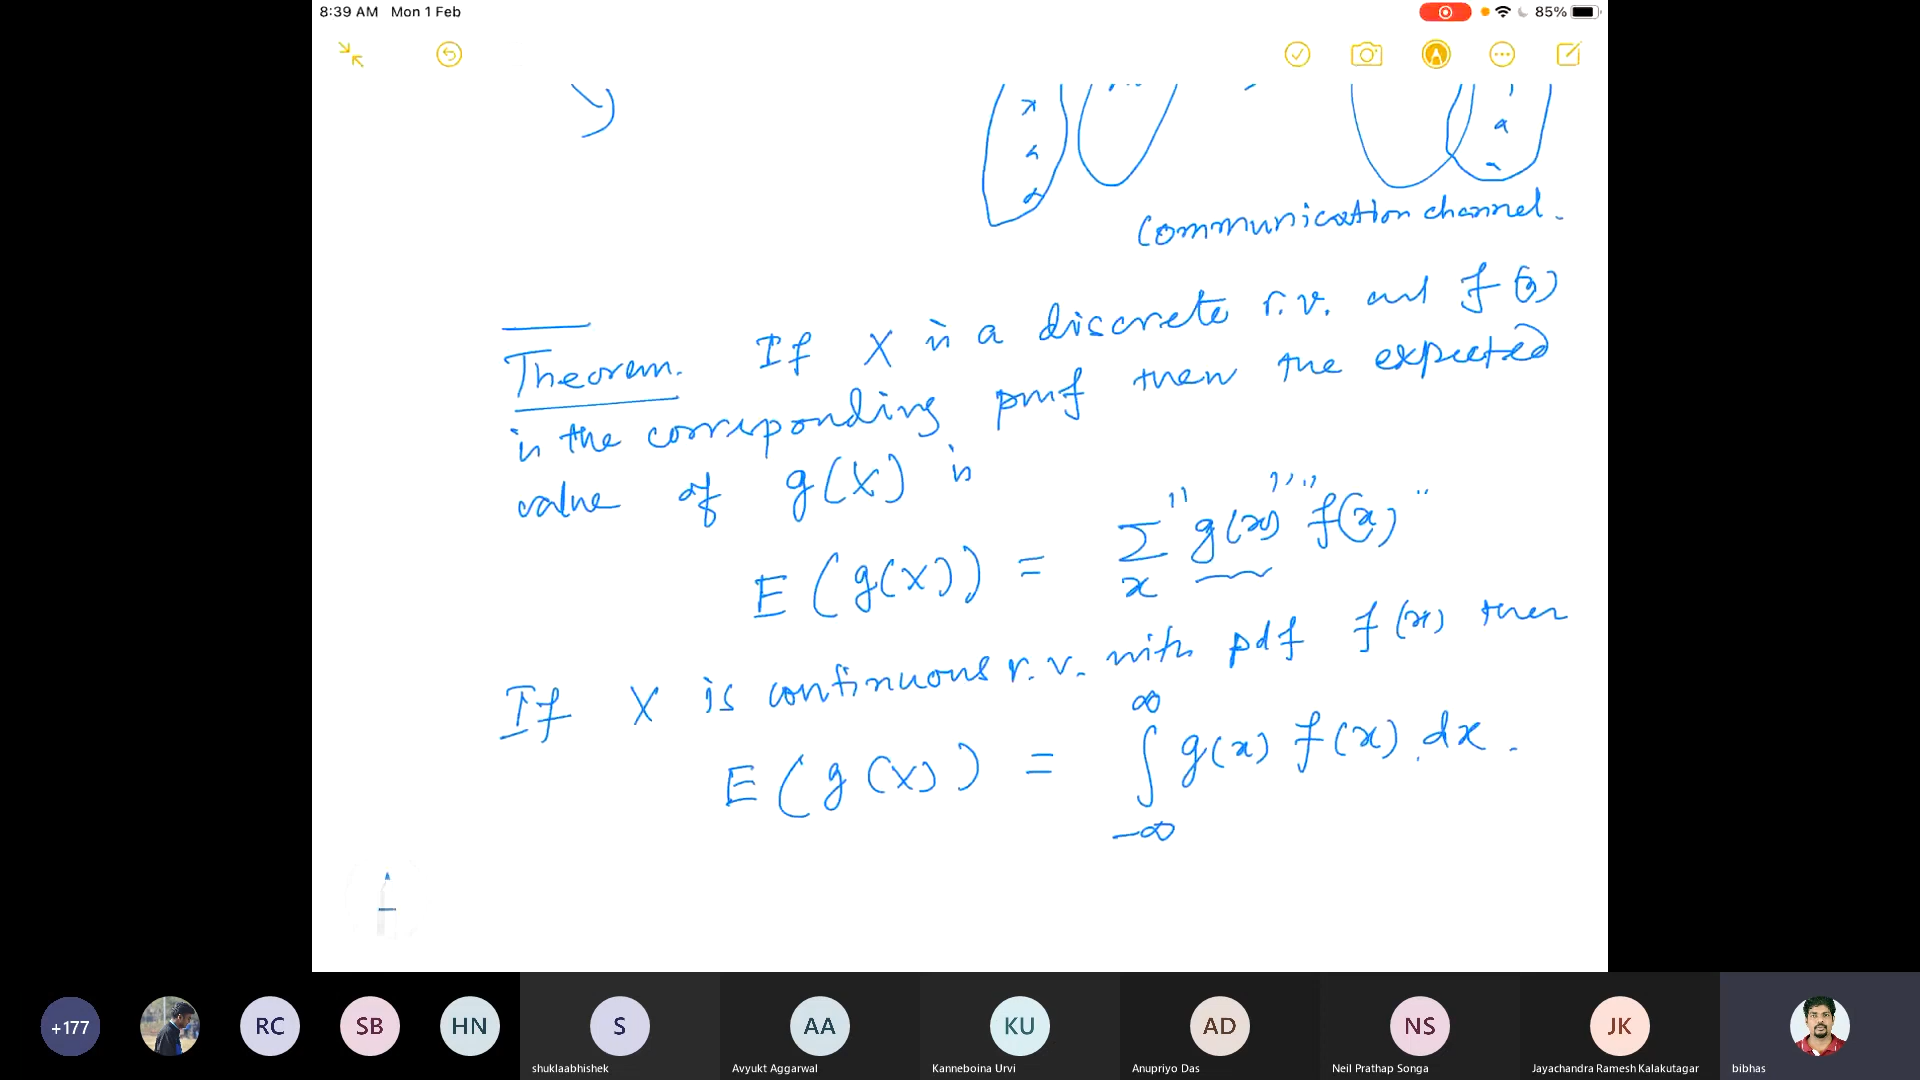 8:39 AM Mon 1 Feb
85%
communication channel.
Theorem. If X is a discrete r.v. and f(x)
is the corresponding pmf then the expected
value of g(X) is
E(g(X)) = ∑ g(x) f(x)
x
If X is continuous r.v. with pdf f(x) then
∞
E(g(X)) = ∫ g(x) f(x) dx.
-∞
+177 RC SB HN S AA KU AD NS JK
shuklaabhishek Avyukt Aggarwal Kanneboina Urvi Anupriyo Das Neil Prathap Songa Jayachandra Ramesh Kalakutagar bibhas